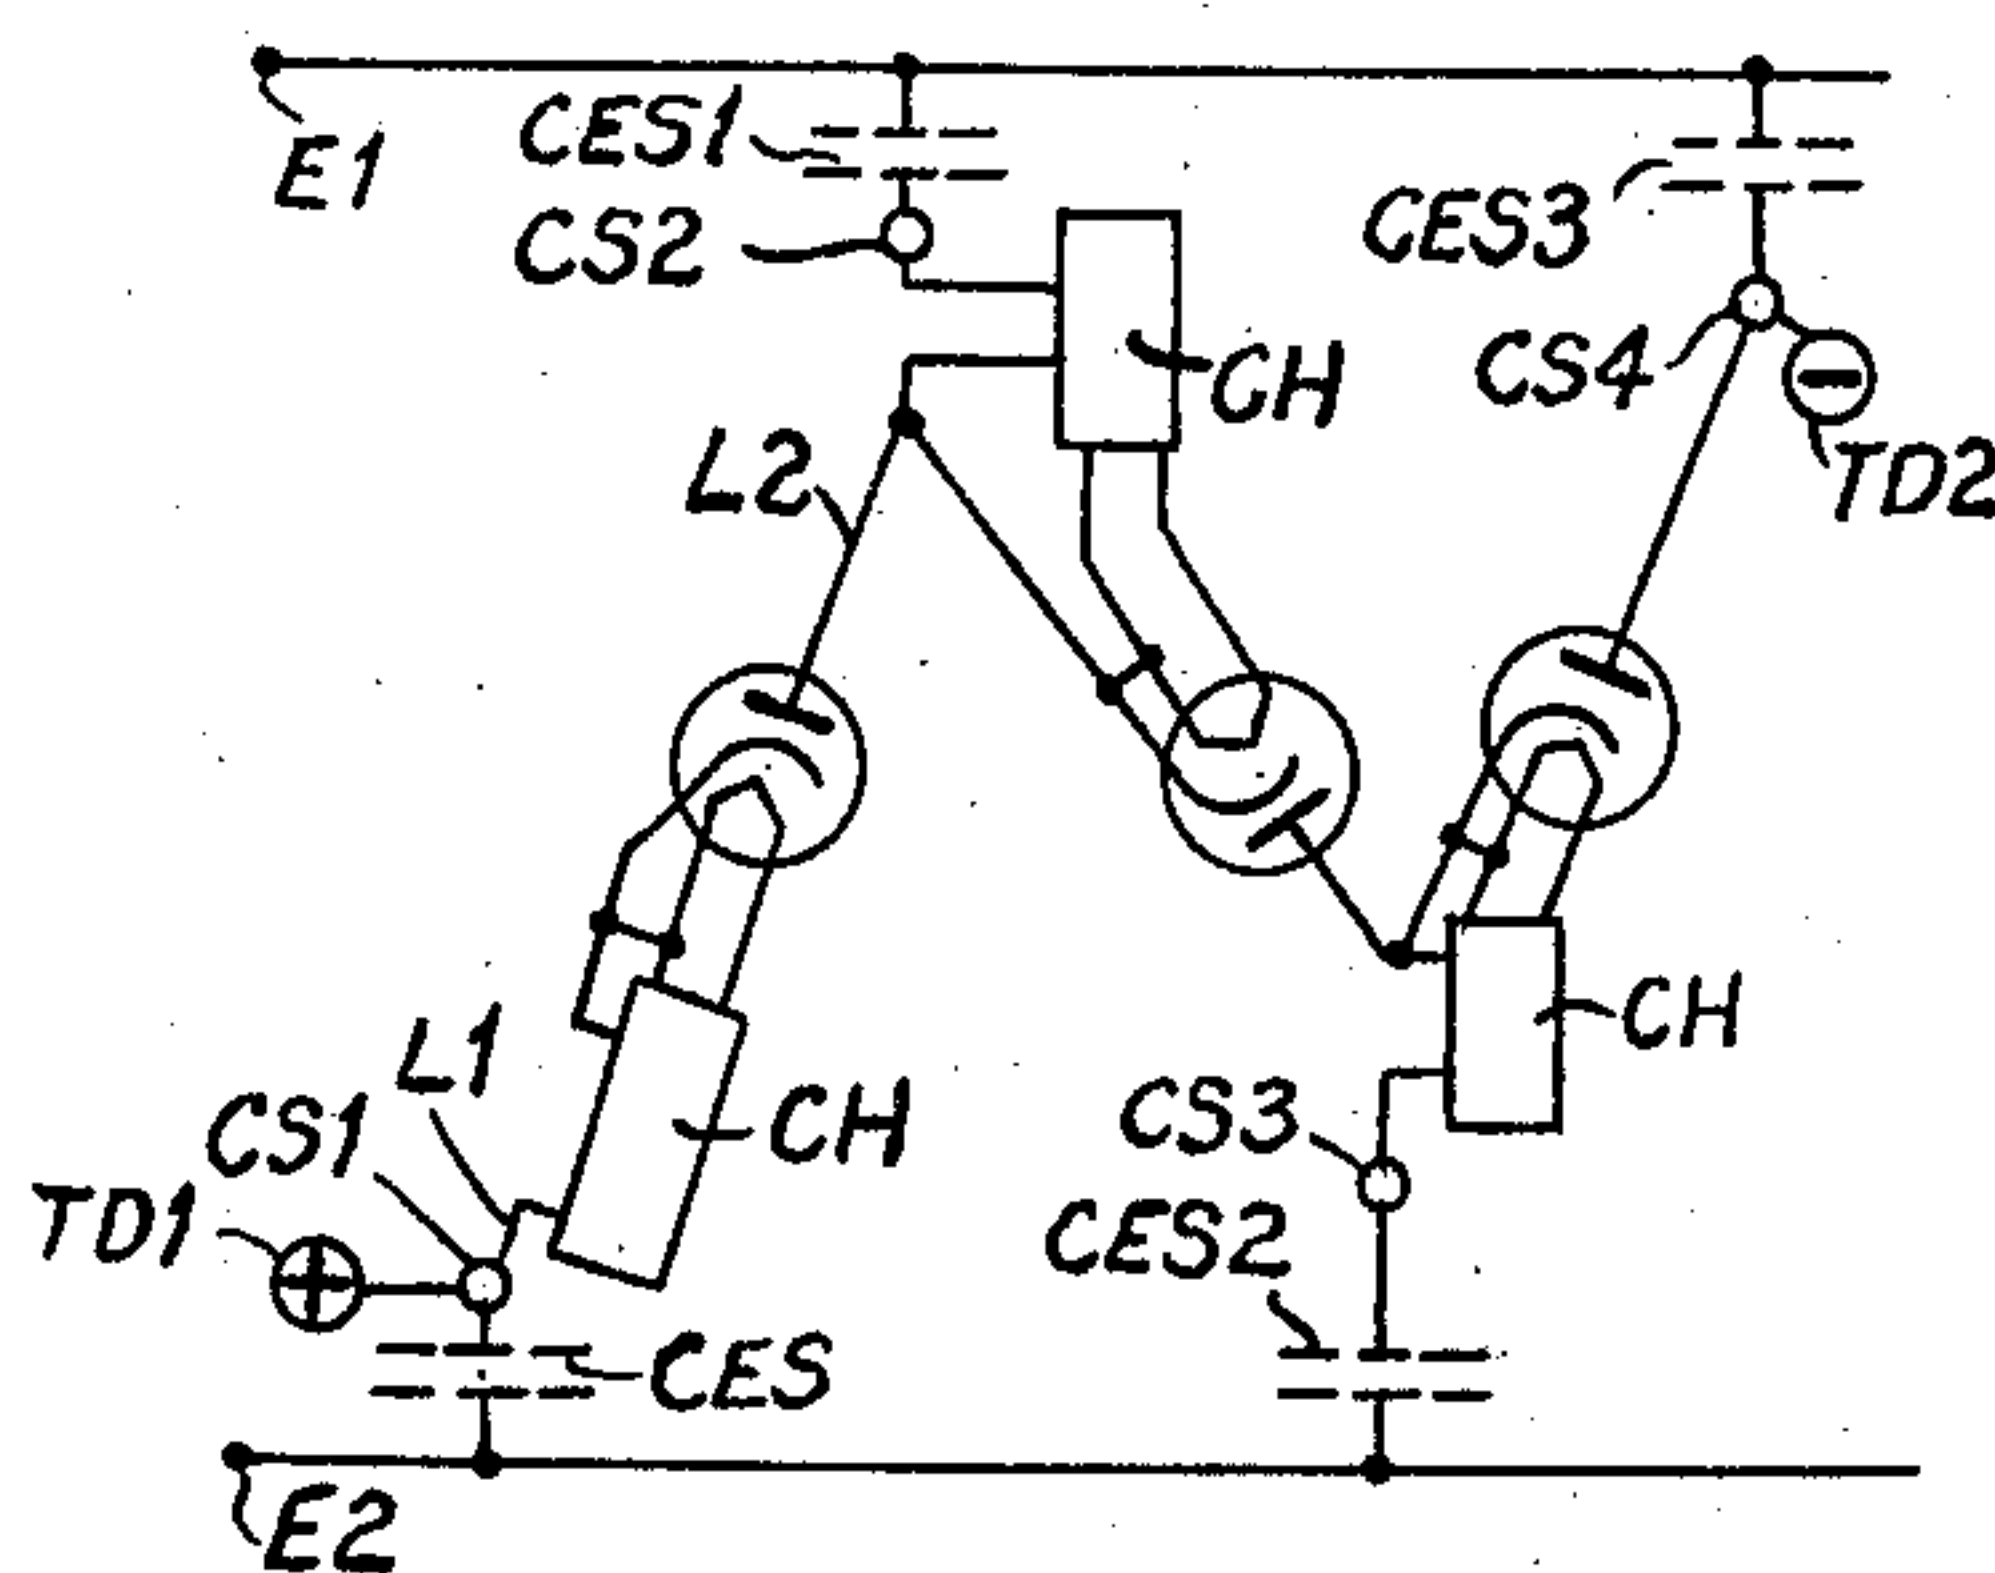 E1
CES1
CS2
CES3
CS4
CH
TD2
L2
L1
CH
CS1
TD1
CH
CS3
CES2
CES
E2